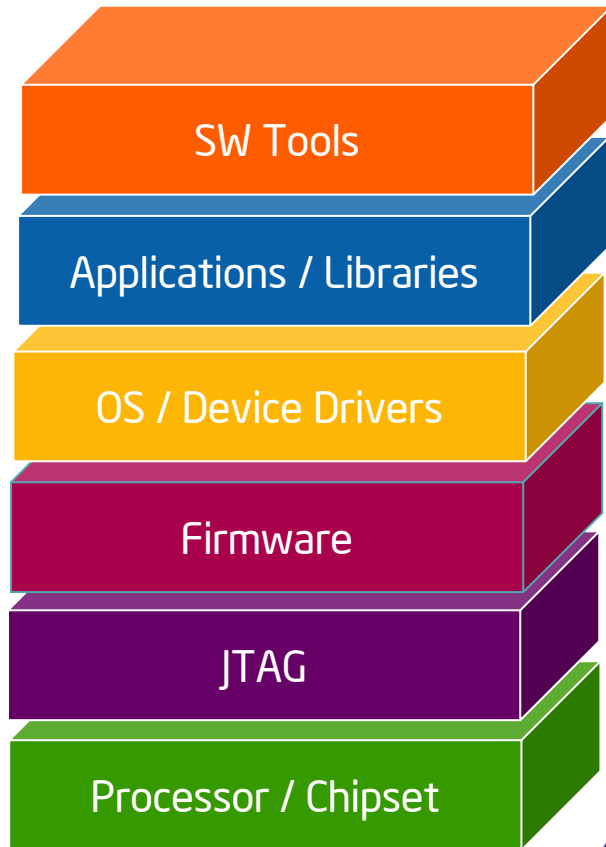 SW Tools
Applications / Libraries
OS / Device Drivers
Firmware
JTAG
Processor / Chipset